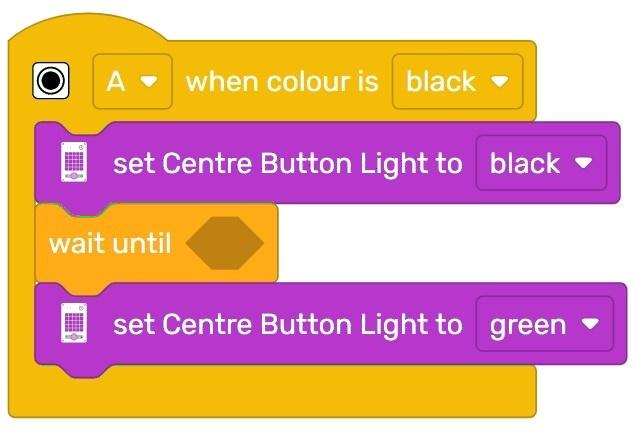 A when colour is black
set Centre Button Light to black
wait until
set Centre Button Light to green